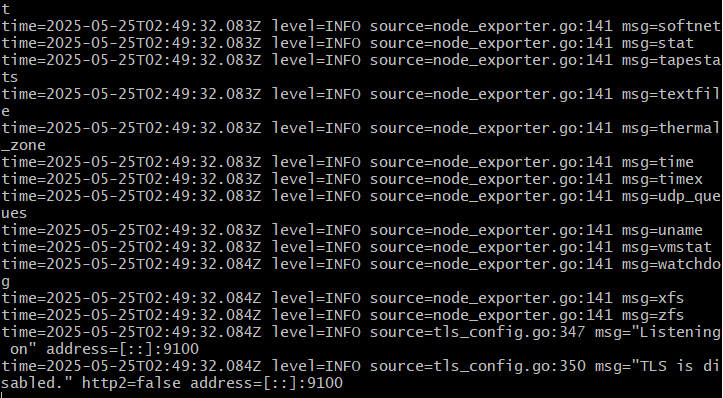 t
time=2025-05-25T02:49:32.083Z level=INFO source=node_exporter.go:141 msg=softnet
time=2025-05-25T02:49:32.083Z level=INFO source=node_exporter.go:141 msg=stat
time=2025-05-25T02:49:32.083Z level=INFO source=node_exporter.go:141 msg=tapesta
ts
time=2025-05-25T02:49:32.083Z level=INFO source=node_exporter.go:141 msg=textfil
e
time=2025-05-25T02:49:32.083Z level=INFO source=node_exporter.go:141 msg=thermal
_zone
time=2025-05-25T02:49:32.083Z level=INFO source=node_exporter.go:141 msg=time
time=2025-05-25T02:49:32.083Z level=INFO source=node_exporter.go:141 msg=timex
time=2025-05-25T02:49:32.083Z level=INFO source=node_exporter.go:141 msg=udp_que
ues
time=2025-05-25T02:49:32.083Z level=INFO source=node_exporter.go:141 msg=uname
time=2025-05-25T02:49:32.083Z level=INFO source=node_exporter.go:141 msg=vmstat
time=2025-05-25T02:49:32.084Z level=INFO source=node_exporter.go:141 msg=watchdo
g
time=2025-05-25T02:49:32.084Z level=INFO source=node_exporter.go:141 msg=xfs
time=2025-05-25T02:49:32.084Z level=INFO source=node_exporter.go:141 msg=zfs
time=2025-05-25T02:49:32.084Z level=INFO source=tls_config.go:347 msg="Listening
 on" address=[::]:9100
time=2025-05-25T02:49:32.084Z level=INFO source=tls_config.go:350 msg="TLS is di
sabled." http2=false address=[::]:9100